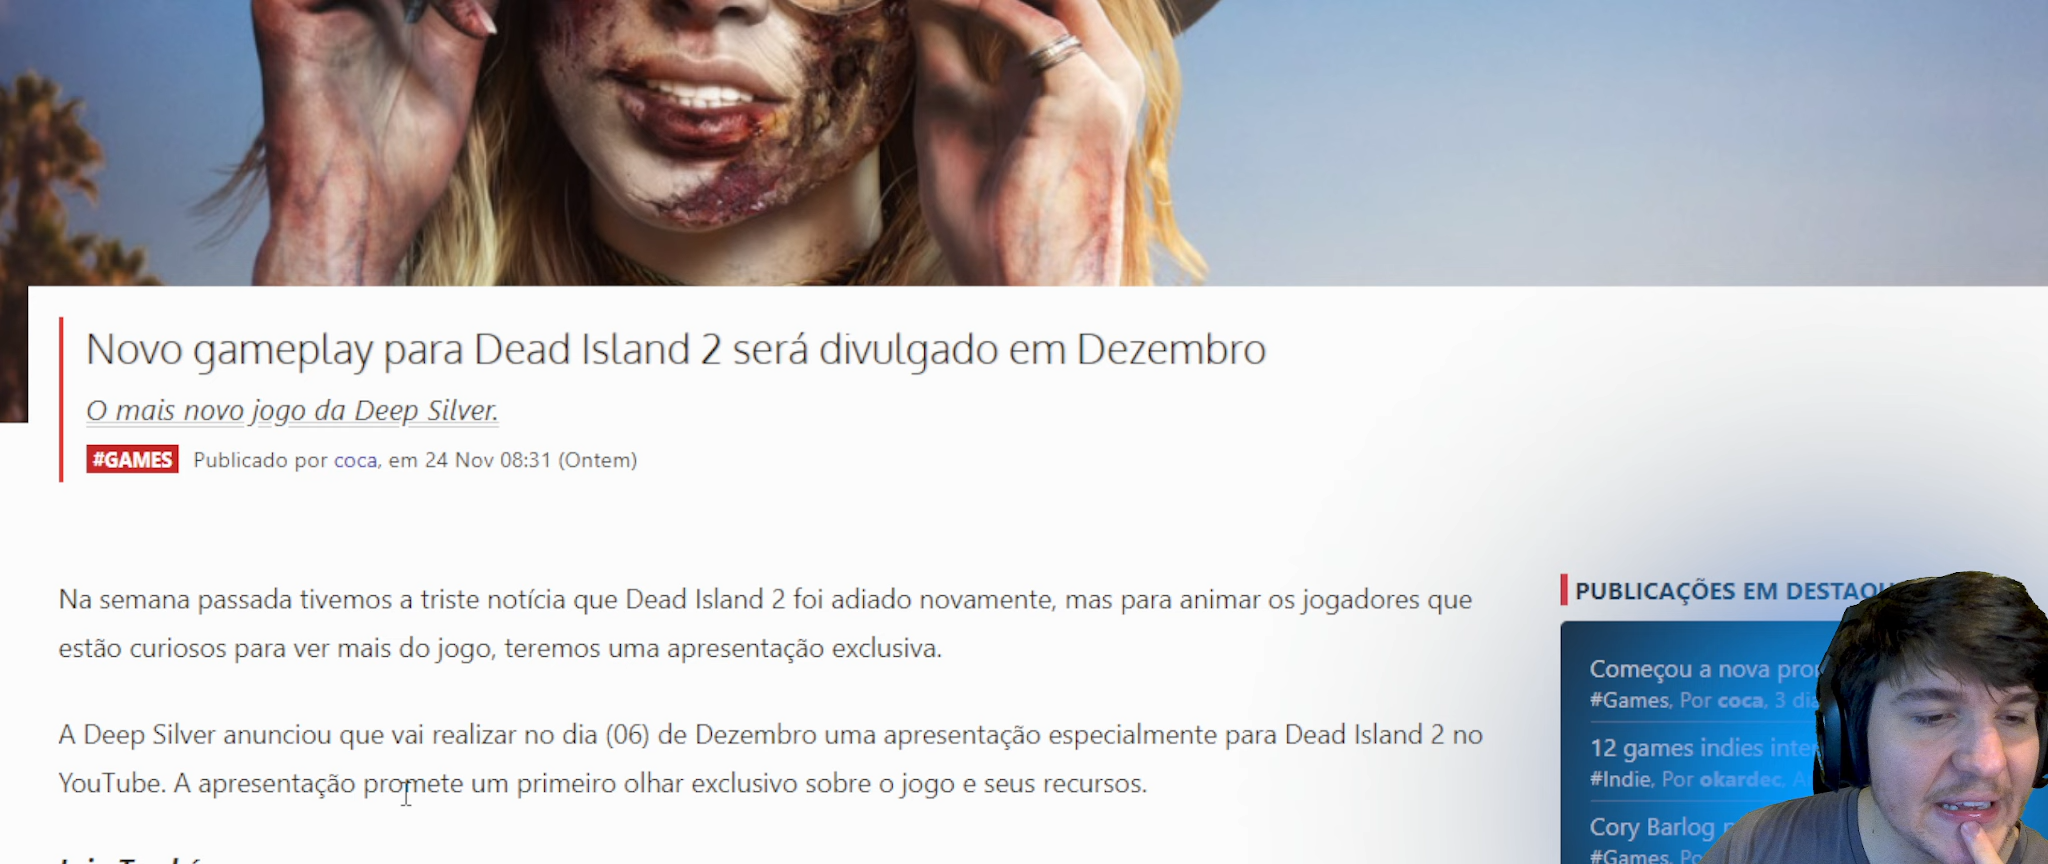 Novo gameplay para Dead Island 2 será divulgado em Dezembro
O mais novo jogo da Deep Silver.
#GAMES Publicado por coca, em 24 Nov 08:31 (Ontem)
Na semana passada tivemos a triste notícia que Dead Island 2 foi adiado novamente, mas para animar os jogadores que
estão curiosos para ver mais do jogo, teremos uma apresentação exclusiva.
A Deep Silver anunciou que vai realizar no dia (06) de Dezembro uma apresentação especialmente para Dead Island 2 no
YouTube. A apresentação promete um primeiro olhar exclusivo sobre o jogo e seus recursos.
PUBLICAÇÕES EM
Começou a nova
#Games, Por coca, 3
12 games indies
#Indie, Por okardec,
Cory Barlog
#Games,